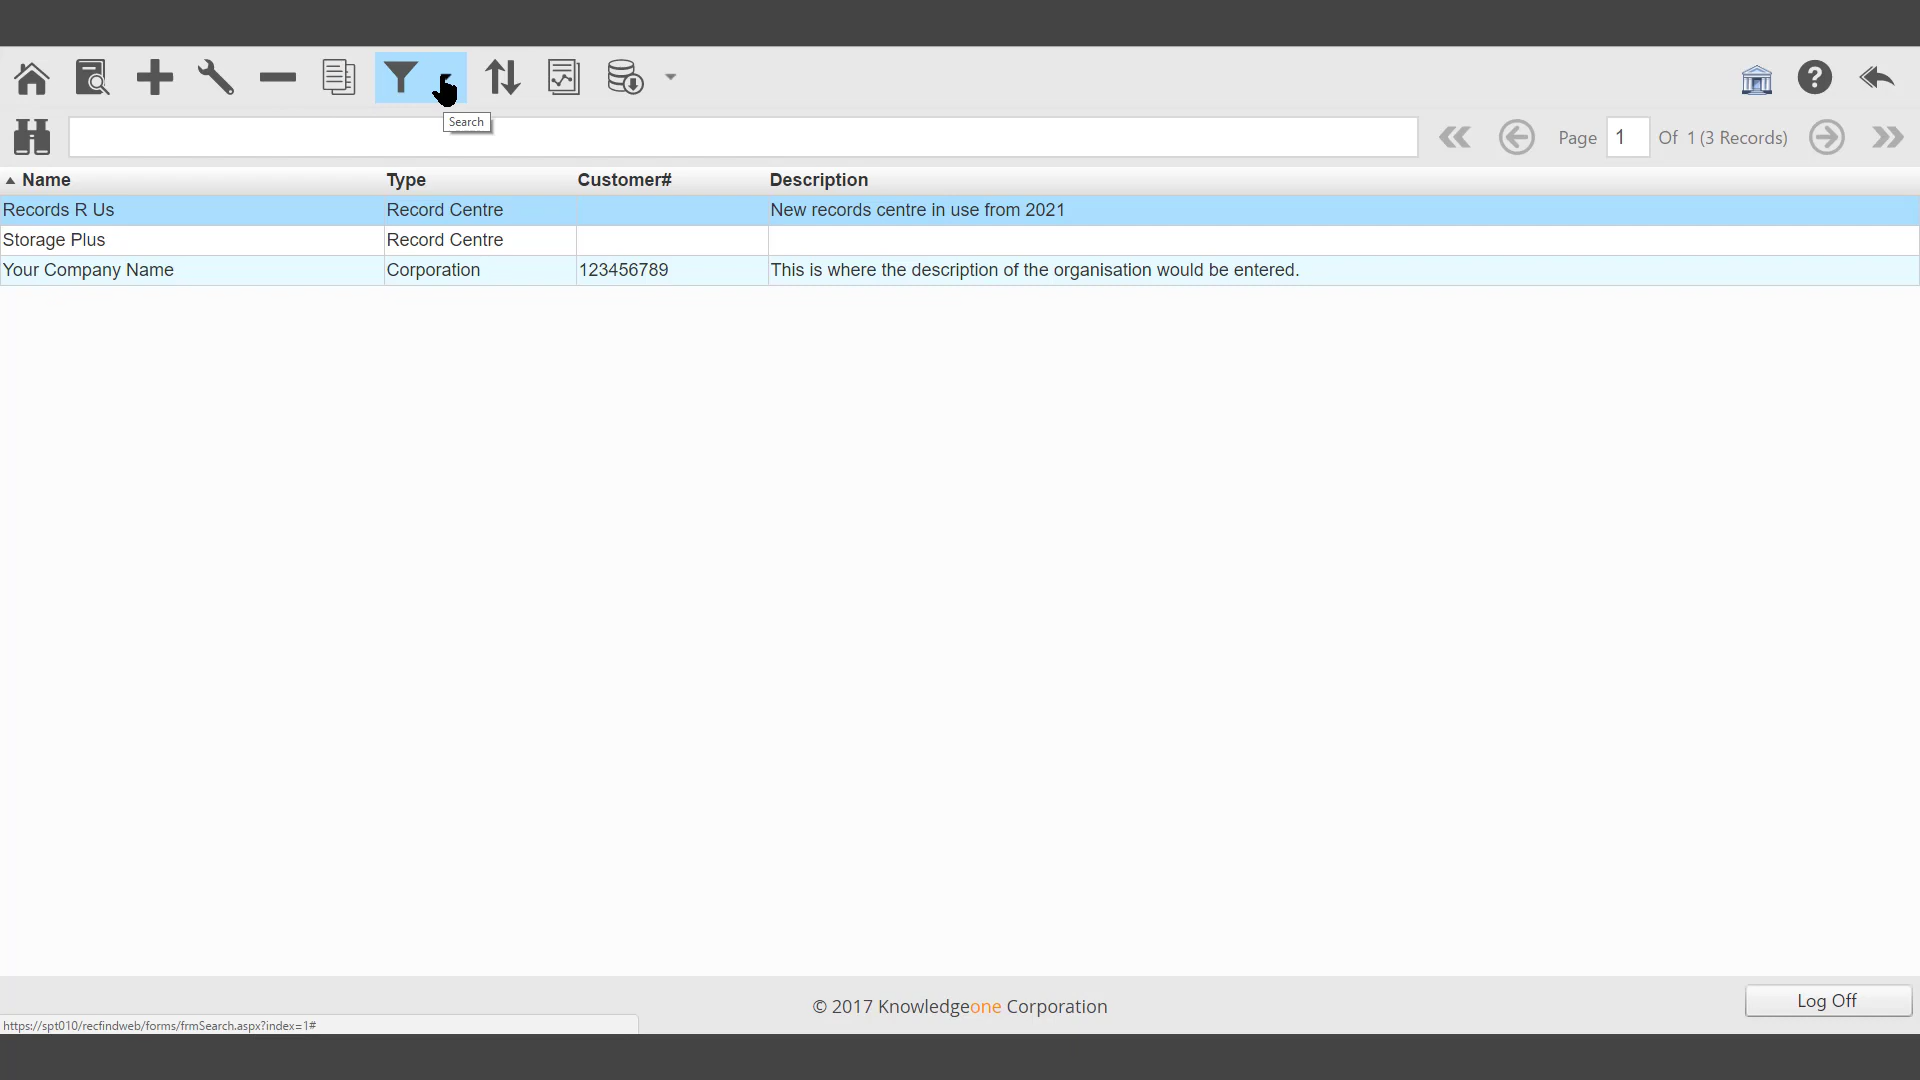 Search
Page 1 Of 1 (3 Records)
Name Type Customer# Description
Records R Us Record Centre New records centre in use from 2021
Storage Plus Record Centre
Your Company Name Corporation 123456789 This is where the description of the organisation would be entered.
© 2017 Knowledgeone Corporation
Log Off
https://spt010/recfindweb/forms/frmSearch.aspx?index=1#